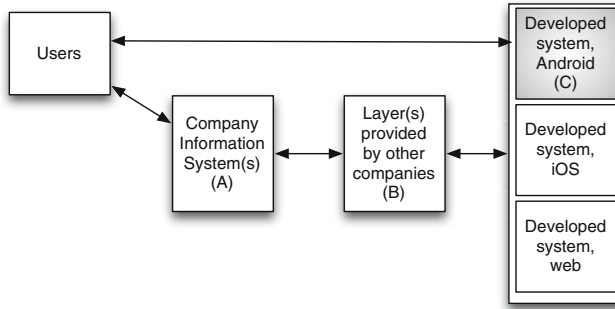 Users
Company
Information
System(s)
(A)
Layer(s)
provided
by other
companies
(B)
Developed
system,
Android
(C)
Developed
system,
iOS
Developed
system,
web